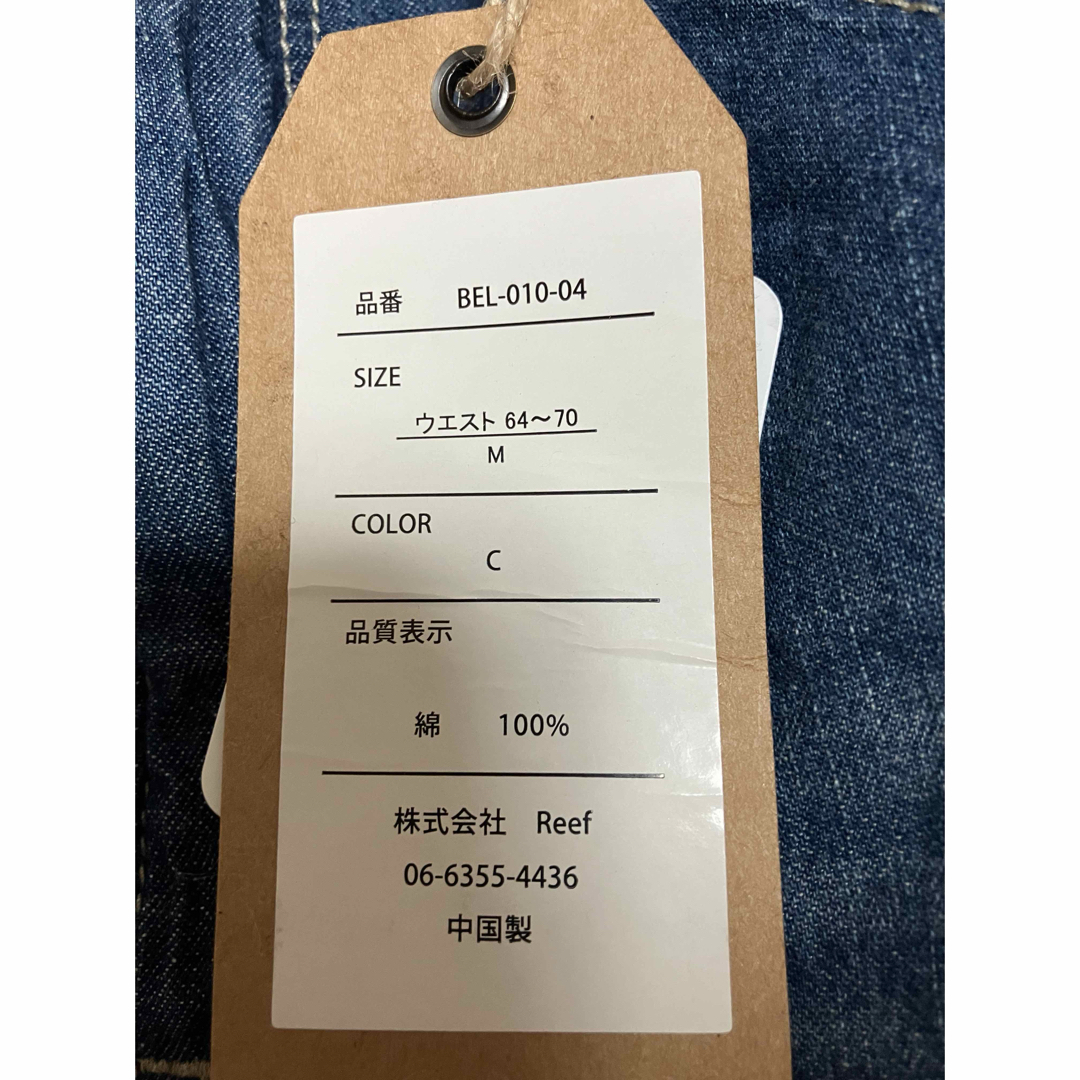 品番 BEL-010-04
SIZE
ウエスト 64〜70
M
COLOR
C
品質表示
綿 100%
株式会社 Reef
06-6355-4436
中国製